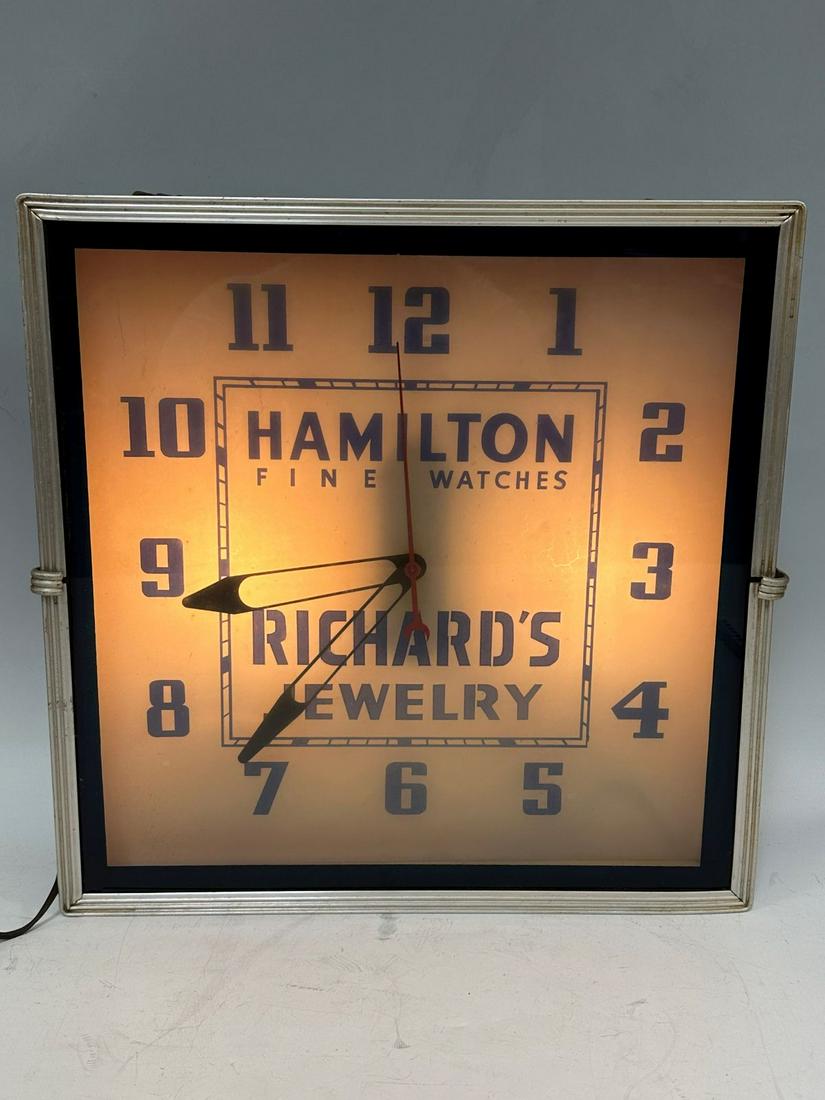 11 12 1
10 2
HAMILTON
FINE WATCHES
9 3
RICHARD'S
JEWELRY
8 4
7 6 5